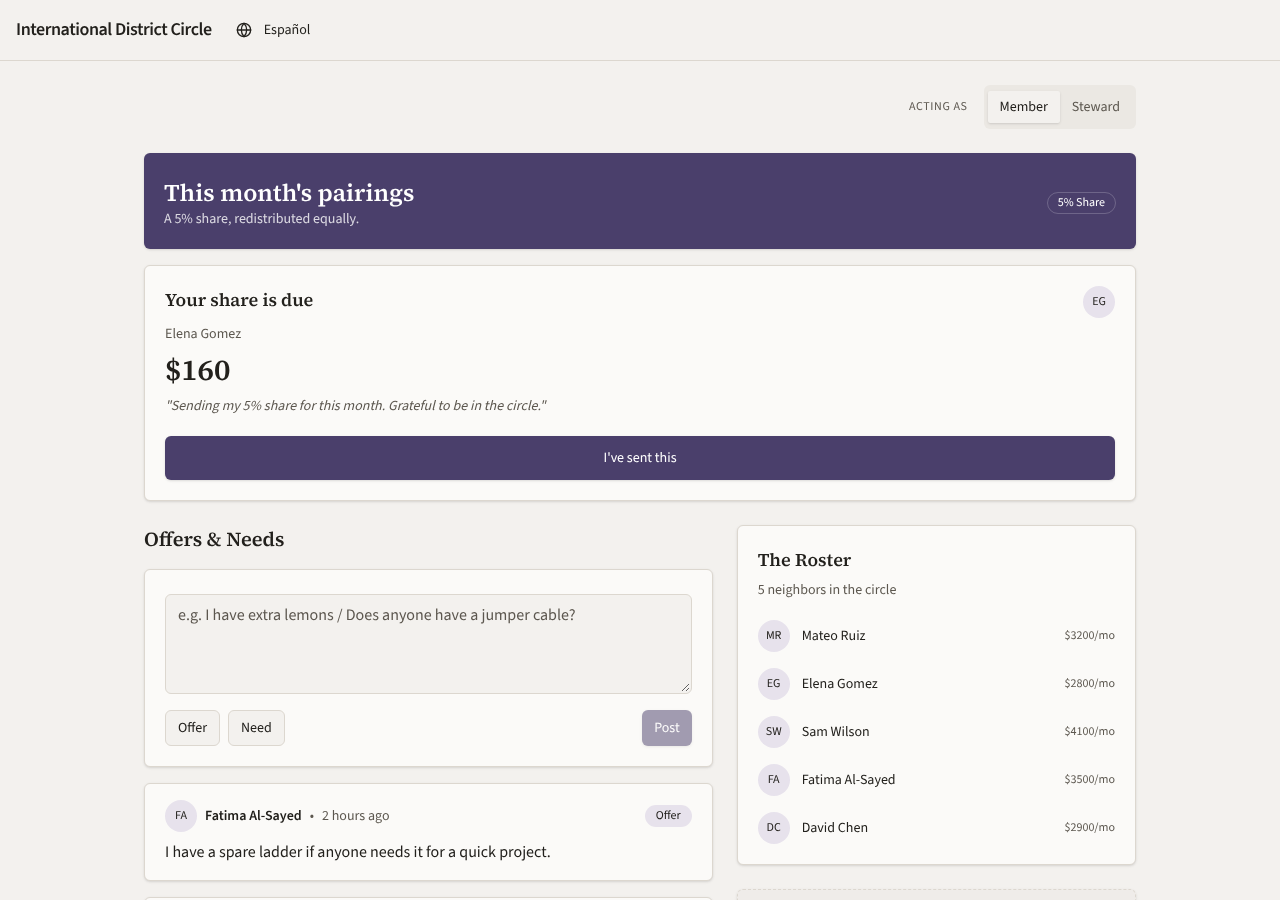 International District Circle
Español
ACTING AS
Member
Steward
This month's pairings
A 5% share, redistributed equally.
5% Share
Your share is due
EG
Elena Gomez
$160
"Sending my 5% share for this month. Grateful to be in the circle."
I've sent this
Offers & Needs
e.g. I have extra lemons / Does anyone have a jumper cable?
Offer
Need
Post
FA
Fatima Al-Sayed • 2 hours ago
Offer
I have a spare ladder if anyone needs it for a quick project.
The Roster
5 neighbors in the circle
MR
Mateo Ruiz
$3200/mo
EG
Elena Gomez
$2800/mo
SW
Sam Wilson
$4100/mo
FA
Fatima Al-Sayed
$3500/mo
DC
David Chen
$2900/mo